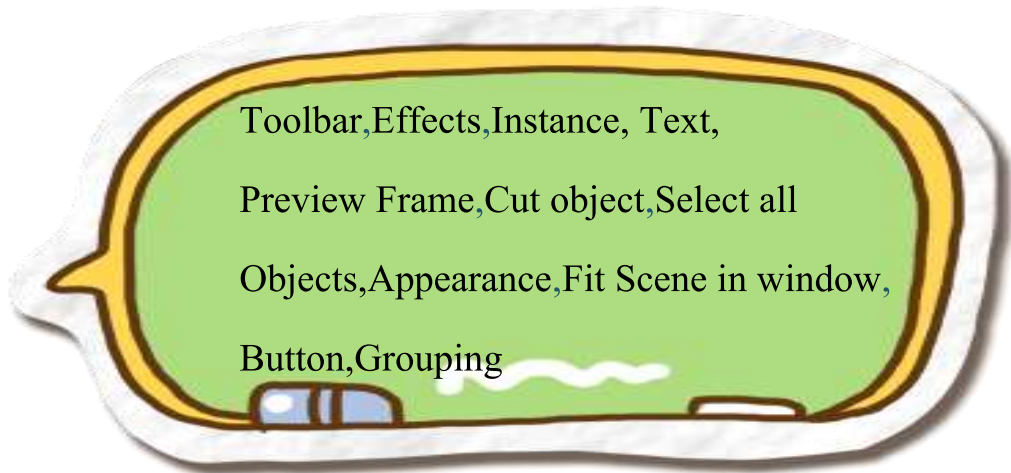 Toolbar,Effects,Instance, Text,
Preview Frame,Cut object,Select all
Objects,Appearance,Fit Scene in window,
Button,Grouping